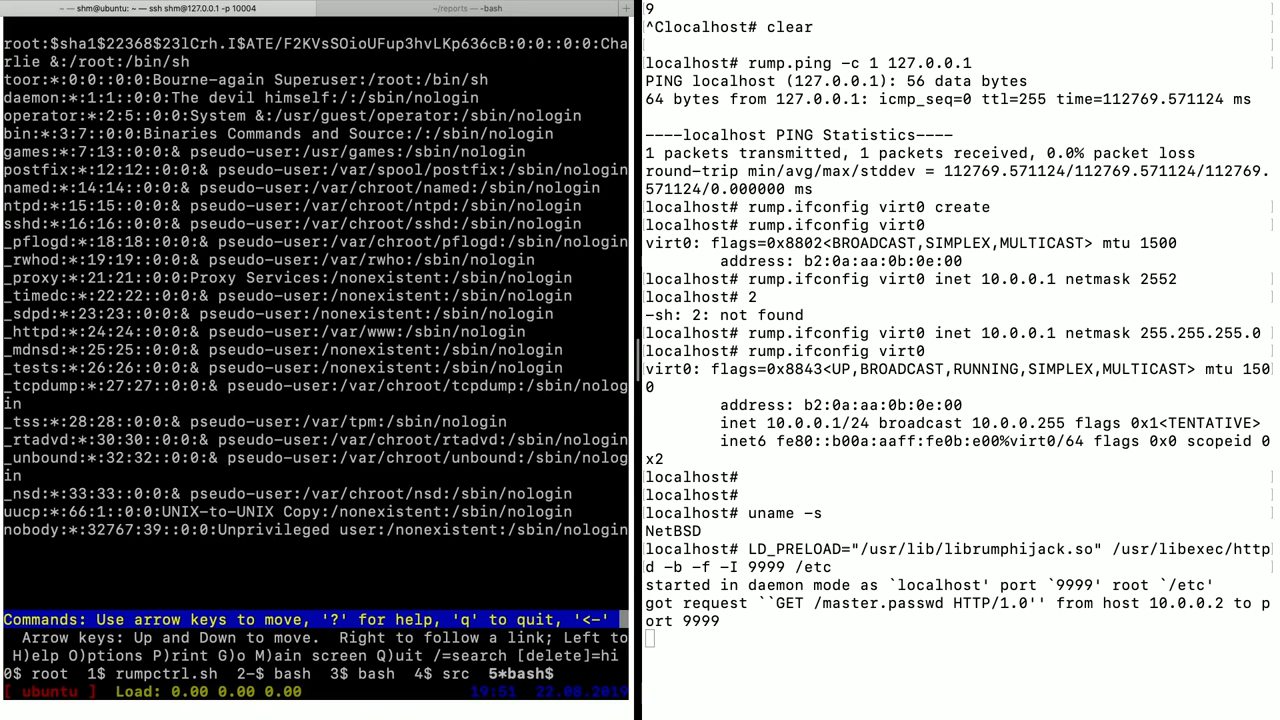 ~ — shm@ubuntu: ~ — ssh shm@127.0.0.1 -p 10004
~/reports — -bash
root:$sha1$22368$23lCrh.I$ATE/F2KVsSOioUFup3hvLKp636cB:0:0::0:0:Cha
rlie &:/root:/bin/sh
toor:*:0:0::0:0:Bourne-again Superuser:/root:/bin/sh
daemon:*:1:1::0:0:The devil himself:/:/sbin/nologin
operator:*:2:5::0:0:System &:/usr/guest/operator:/sbin/nologin
bin:*:3:7::0:0:Binaries Commands and Source:/:/sbin/nologin
games:*:7:13::0:0:& pseudo-user:/usr/games:/sbin/nologin
postfix:*:12:12::0:0:& pseudo-user:/var/spool/postfix:/sbin/nologin
named:*:14:14::0:0:& pseudo-user:/var/chroot/named:/sbin/nologin
ntpd:*:15:15::0:0:& pseudo-user:/var/chroot/ntpd:/sbin/nologin
sshd:*:16:16::0:0:& pseudo-user:/var/chroot/sshd:/sbin/nologin
_pflogd:*:18:18::0:0:& pseudo-user:/var/chroot/pflogd:/sbin/nologin
_rwhod:*:19:19::0:0:& pseudo-user:/var/rwho:/sbin/nologin
_proxy:*:21:21::0:0:Proxy Services:/nonexistent:/sbin/nologin
_timedc:*:22:22::0:0:& pseudo-user:/nonexistent:/sbin/nologin
_sdpd:*:23:23::0:0:& pseudo-user:/nonexistent:/sbin/nologin
_httpd:*:24:24::0:0:& pseudo-user:/var/www:/sbin/nologin
_mdnsd:*:25:25::0:0:& pseudo-user:/nonexistent:/sbin/nologin
_tests:*:26:26::0:0:& pseudo-user:/nonexistent:/sbin/nologin
_tcpdump:*:27:27::0:0:& pseudo-user:/var/chroot/tcpdump:/sbin/nolog
in
_tss:*:28:28::0:0:& pseudo-user:/var/tpm:/sbin/nologin
_rtadvd:*:30:30::0:0:& pseudo-user:/var/chroot/rtadvd:/sbin/nologin
_unbound:*:32:32::0:0:& pseudo-user:/var/chroot/unbound:/sbin/nolog
in
_nsd:*:33:33::0:0:& pseudo-user:/var/chroot/nsd:/sbin/nologin
uucp:*:66:1::0:0:UNIX-to-UNIX Copy:/nonexistent:/sbin/nologin
nobody:*:32767:39::0:0:Unprivileged user:/nonexistent:/sbin/nologin
Commands: Use arrow keys to move, '?' for help, 'q' to quit, '<-'
Arrow keys: Up and Down to move.  Right to follow a link; Left to
H)elp O)ptions P)rint G)o M)ain screen Q)uit /=search [delete]=hi
0$ root  1$ rumpctrl.sh  2-$ bash  3$ bash  4$ src  5*bash$
[ ubuntu ]  Load: 0.00 0.00 0.00  19:51  22.08.2019
9
^Clocalhost# clear
localhost# rump.ping -c 1 127.0.0.1
PING localhost (127.0.0.1): 56 data bytes
64 bytes from 127.0.0.1: icmp_seq=0 ttl=255 time=112769.571124 ms
----localhost PING Statistics----
1 packets transmitted, 1 packets received, 0.0% packet loss
round-trip min/avg/max/stddev = 112769.571124/112769.571124/112769.
571124/0.000000 ms
localhost# rump.ifconfig virt0 create
localhost# rump.ifconfig virt0
virt0: flags=0x8802<BROADCAST,SIMPLEX,MULTICAST> mtu 1500
address: b2:0a:aa:0b:0e:00
localhost# rump.ifconfig virt0 inet 10.0.0.1 netmask 2552
localhost# 2
-sh: 2: not found
localhost# rump.ifconfig virt0 inet 10.0.0.1 netmask 255.255.255.0
localhost# rump.ifconfig virt0
virt0: flags=0x8843<UP,BROADCAST,RUNNING,SIMPLEX,MULTICAST> mtu 150
0
address: b2:0a:aa:0b:0e:00
inet 10.0.0.1/24 broadcast 10.0.0.255 flags 0x1<TENTATIVE>
inet6 fe80::b00a:aaff:fe0b:e00%virt0/64 flags 0x0 scopeid 0
x2
localhost#
localhost#
localhost# uname -s
NetBSD
localhost# LD_PRELOAD="/usr/lib/librumphijack.so" /usr/libexec/http
d -b -f -I 9999 /etc
started in daemon mode as `localhost' port `9999' root `/etc'
got request ``GET /master.passwd HTTP/1.0'' from host 10.0.0.2 to p
ort 9999